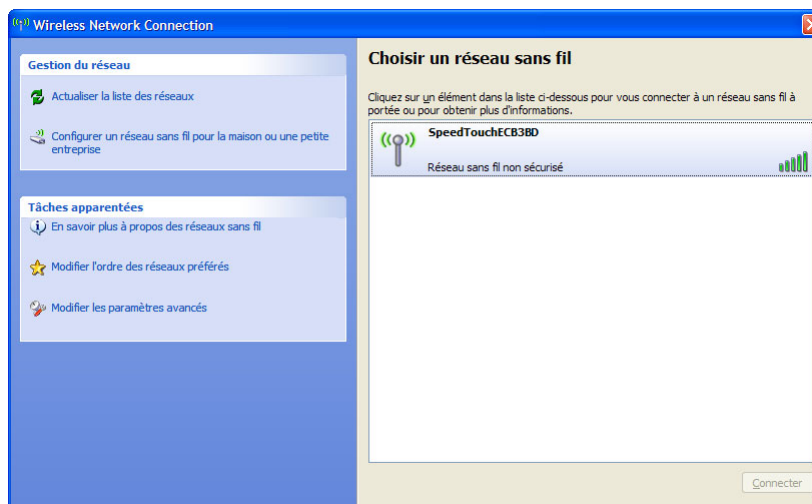 Wireless Network Connection
Gestion du réseau
Actualiser la liste des réseaux
Configurer un réseau sans fil pour la maison ou une petite
entreprise
Tâches apparentées
En savoir plus à propos des réseaux sans fil
Modifier l'ordre des réseaux préférés
Modifier les paramètres avancés
Choisir un réseau sans fil
Cliquez sur un élément dans la liste ci-dessous pour vous connecter à un réseau sans fil à
portée ou pour obtenir plus d'informations.
SpeedTouchECB3BD
Réseau sans fil non sécurisé
Connecter